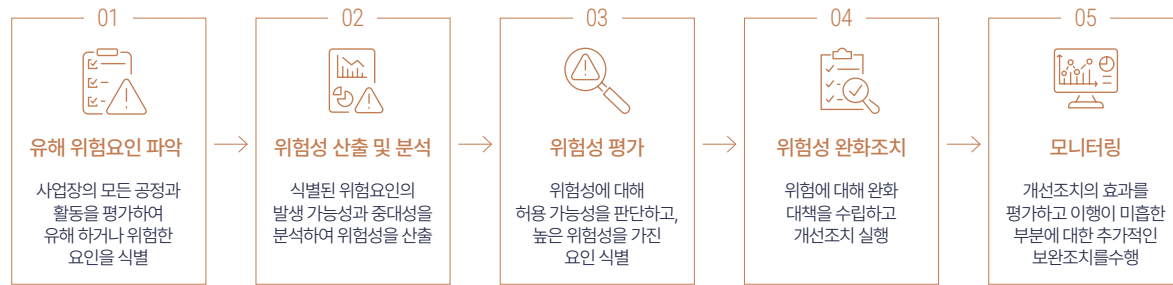 01
유해 위험요인 파악
사업장의 모든 공정과
활동을 평가하여
유해 하거나 위험한
요인을 식별
02
위험성 산출 및 분석
식별된 위험요인의
발생 가능성과 중대성을
분석하여 위험성을 산출
03
위험성 평가
위험성에 대해
허용 가능성을 판단하고,
높은 위험성을 가진
요인 식별
04
위험성 완화조치
위험에 대해 완화
대책을 수립하고
개선조치 실행
05
모니터링
개선조치의 효과를
평가하고 이행이 미흡한
부분에 대한 추가적인
보완조치를수행